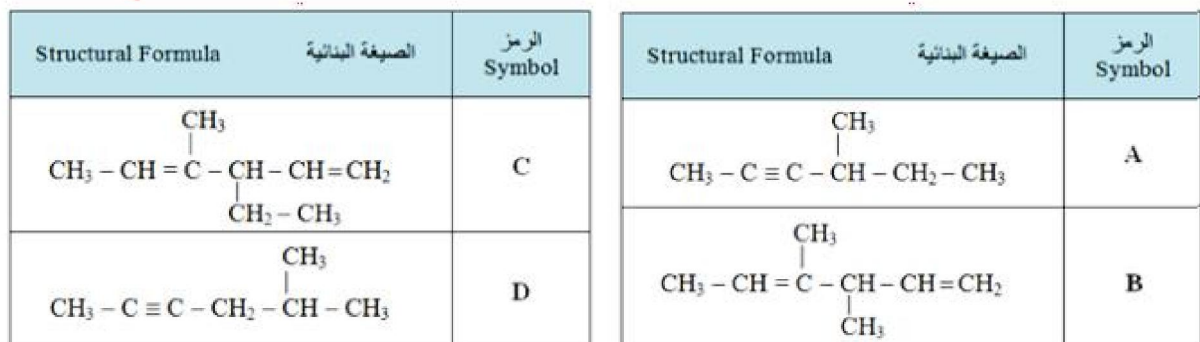 Structural Formula الصيغة البنائية
الرمز
Symbol
CH₃
CH₃ – CH = C – CH – CH = CH₂
CH₂ – CH₃
C
CH₃
CH₃ – C ≡ C – CH₂ – CH – CH₃
D
Structural Formula الصيغة البنائية
الرمز
Symbol
CH₃
CH₃ – C ≡ C – CH – CH₂ – CH₃
A
CH₃
CH₃ – CH = C – CH – CH = CH₂
CH₃
B